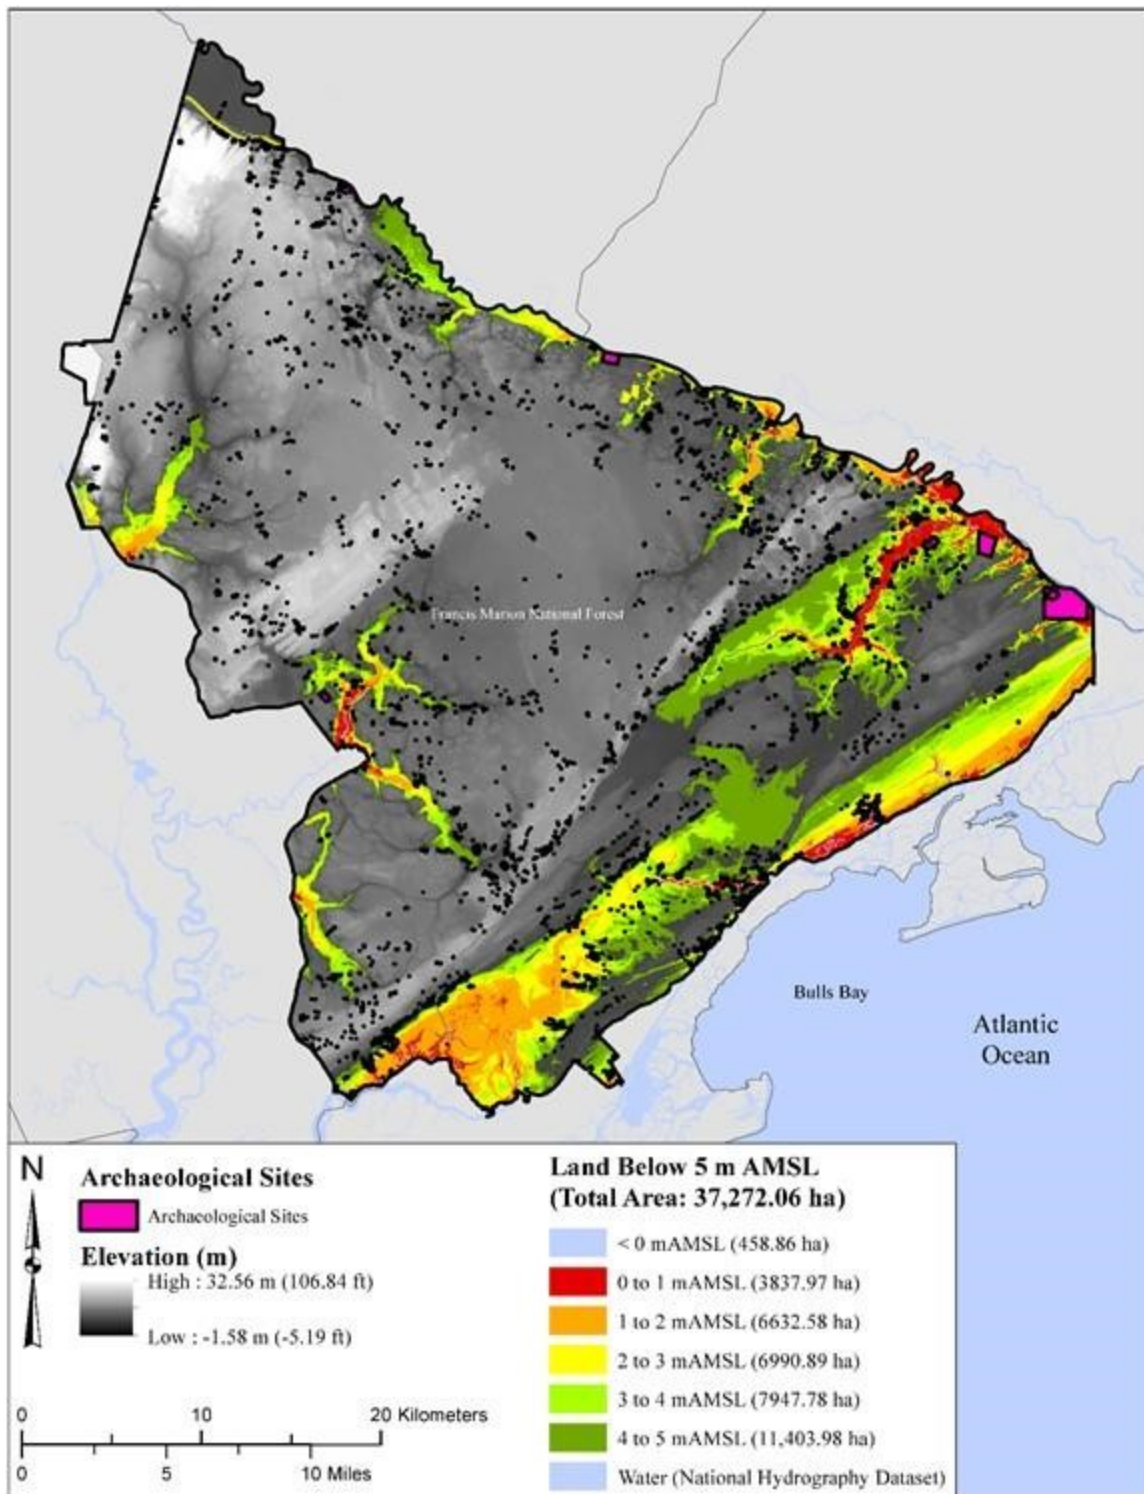 Francis Marion National Forest
Bulls Bay
Atlantic
Ocean
N
Archaeological Sites
Archaeological Sites
Elevation (m)
High : 32.56 m (106.84 ft)
Low : -1.58 m (-5.19 ft)
0 10 20 Kilometers
0 5 10 Miles
Land Below 5 m AMSL
(Total Area: 37,272.06 ha)
< 0 mAMSL (458.86 ha)
0 to 1 mAMSL (3837.97 ha)
1 to 2 mAMSL (6632.58 ha)
2 to 3 mAMSL (6990.89 ha)
3 to 4 mAMSL (7947.78 ha)
4 to 5 mAMSL (11,403.98 ha)
Water (National Hydrography Dataset)